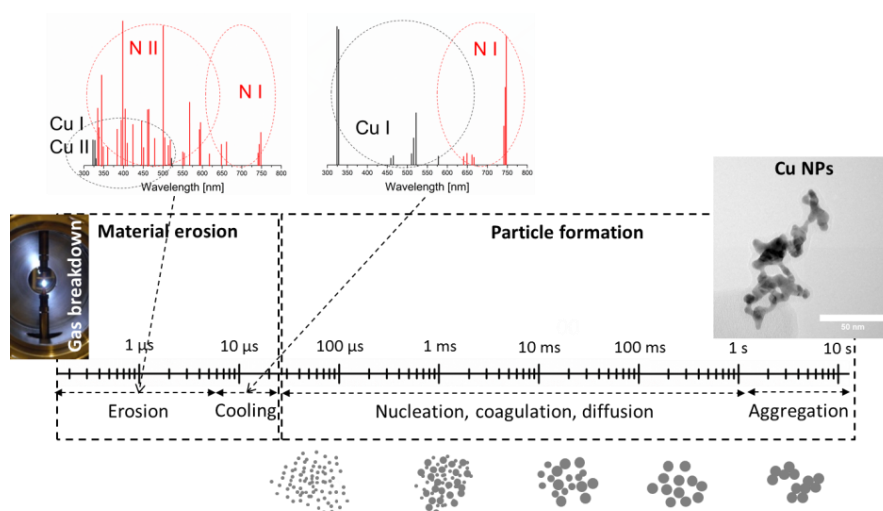 N II
N I
Cu I
Cu II
300 350 400 450 500 550 600 650 700 750 800
Wavelength [nm]
N I
Cu I
300 350 400 450 500 550 600 650 700 750 800
Wavelength [nm]
Cu NPs
50 nm
Gas breakdown
Material erosion
Particle formation
1 µs 10 µs 100 µs 1 ms 10 ms 100 ms 1 s 10 s
Erosion Cooling Nucleation, coagulation, diffusion Aggregation